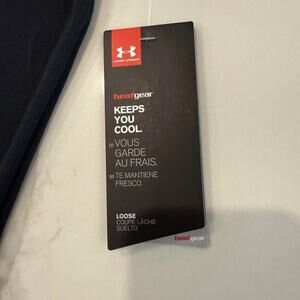 UNDER ARMOUR
heatgear
KEEPS
YOU
COOL.
VOUS
GARDE
AU FRAIS.
TE MANTIENE
FRESCO.
LOOSE
COUPE LÂCHE
SUELTO
heatgear